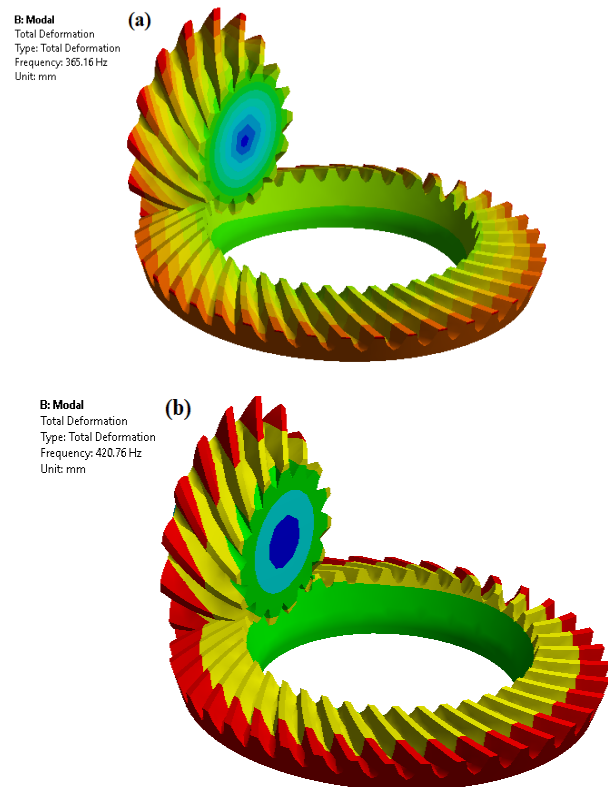 B: Modal
Total Deformation
Type: Total Deformation
Frequency: 365.16 Hz
Unit: mm
(a)
B: Modal
Total Deformation
Type: Total Deformation
Frequency: 420.76 Hz
Unit: mm
(b)